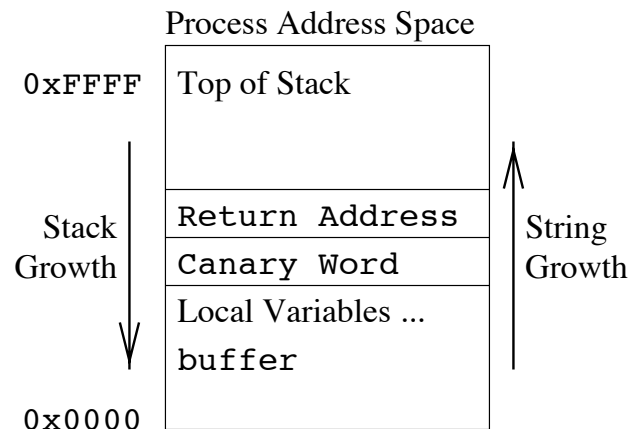 Process Address Space
0xFFFF
Top of Stack
Return Address
Stack
Growth
String
Growth
Canary Word
Local Variables ...
buffer
0x0000